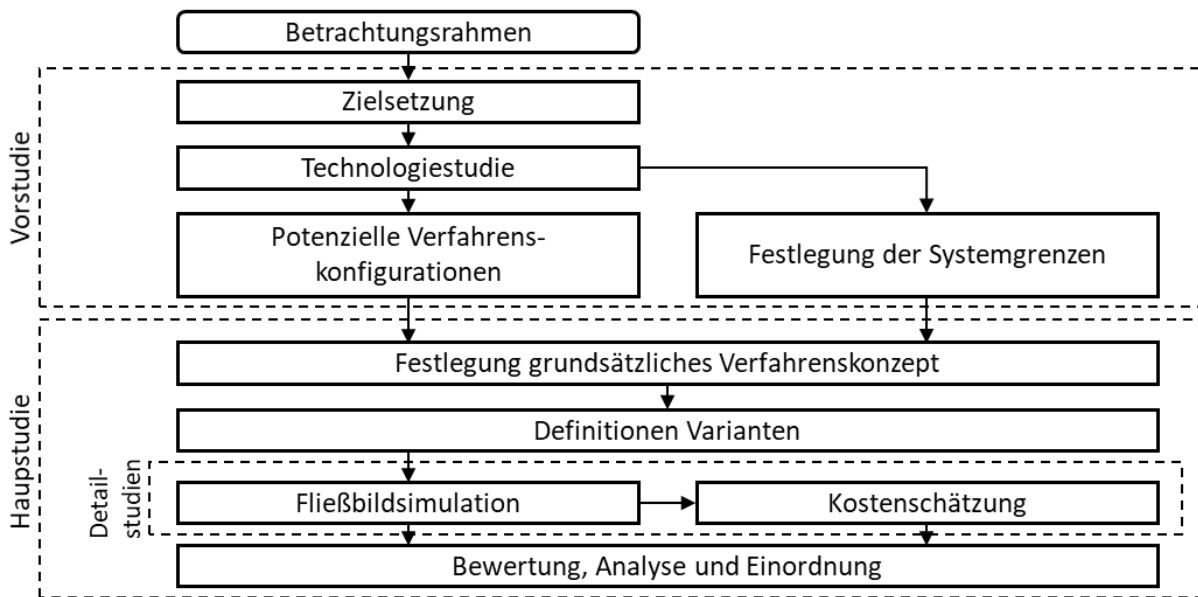 Betrachtungsrahmen
Vorstudie
Zielsetzung
Technologiestudie
Potenzielle Verfahrens-
konfigurationen
Festlegung der Systemgrenzen
Haupstudie
Festlegung grundsätzliches Verfahrenskonzept
Definitionen Varianten
Detail-
studien
Fließbildsimulation
Kostenschätzung
Bewertung, Analyse und Einordnung